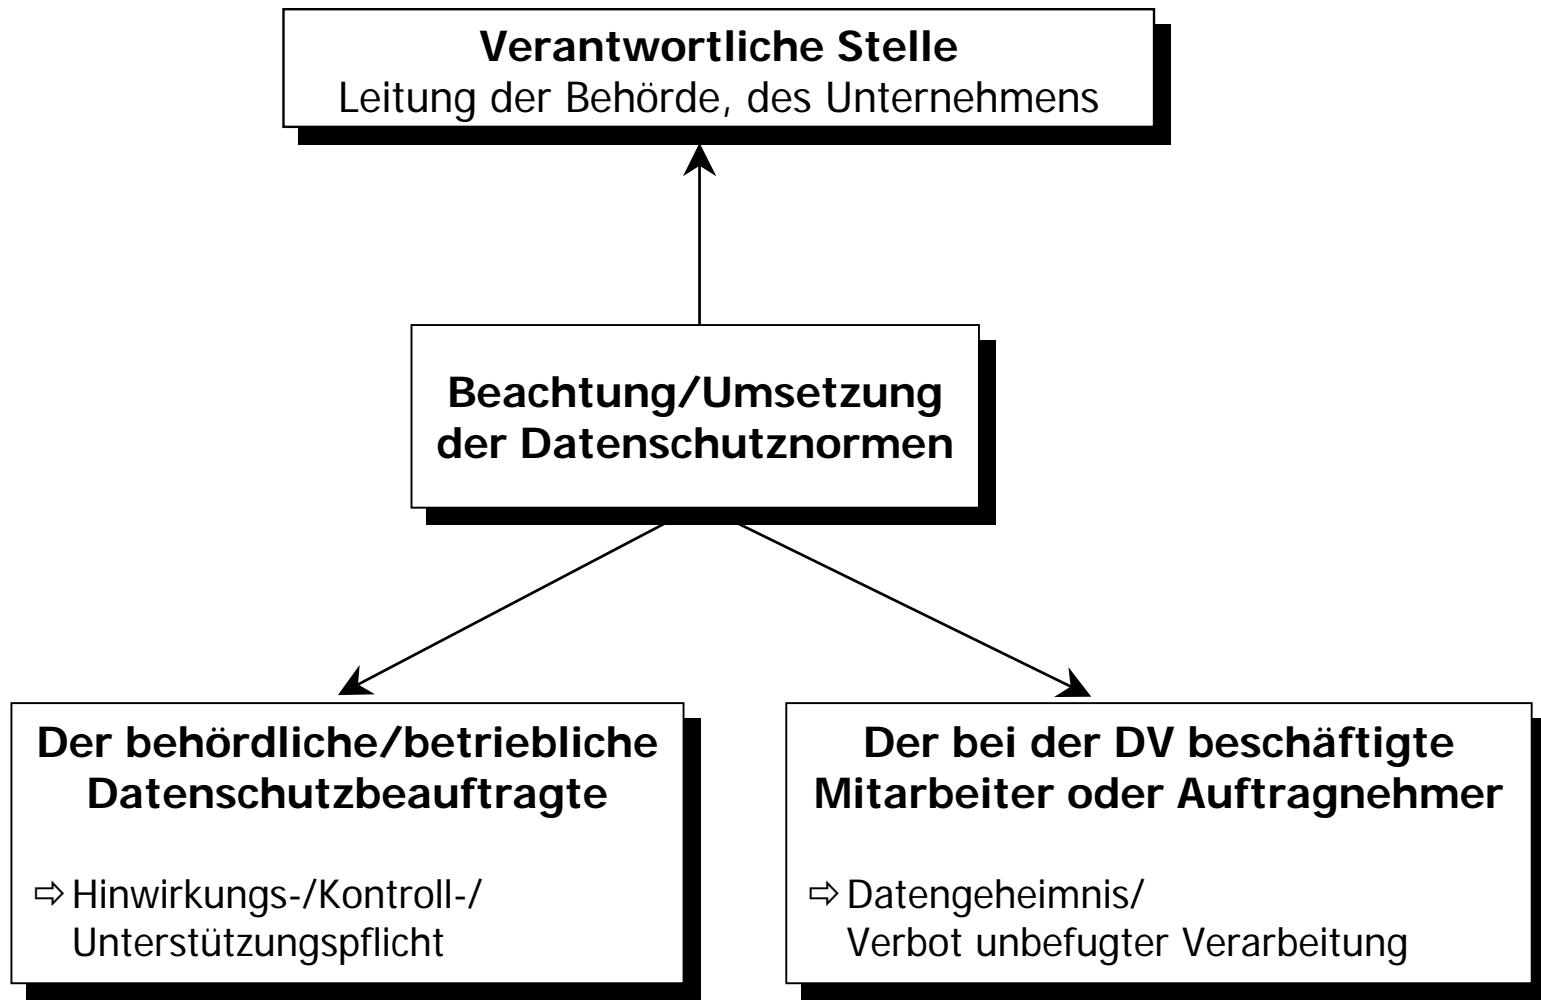 Verantwortliche Stelle
Leitung der Behörde, des Unternehmens
Beachtung/Umsetzung
der Datenschutznormen
Der behördliche/betriebliche
Datenschutzbeauftragte
⇨ Hinwirkungs-/Kontroll-/
Unterstützungspflicht
Der bei der DV beschäftigte
Mitarbeiter oder Auftragnehmer
⇨ Datengeheimnis/
Verbot unbefugter Verarbeitung